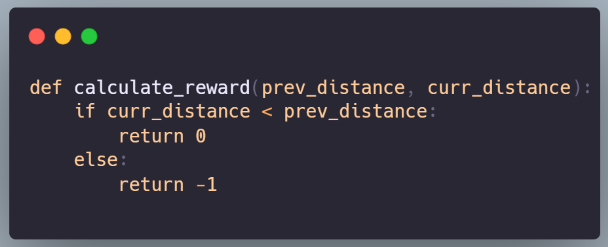 def calculate_reward(prev_distance, curr_distance):
    if curr_distance < prev_distance:
        return 0
    else:
        return -1